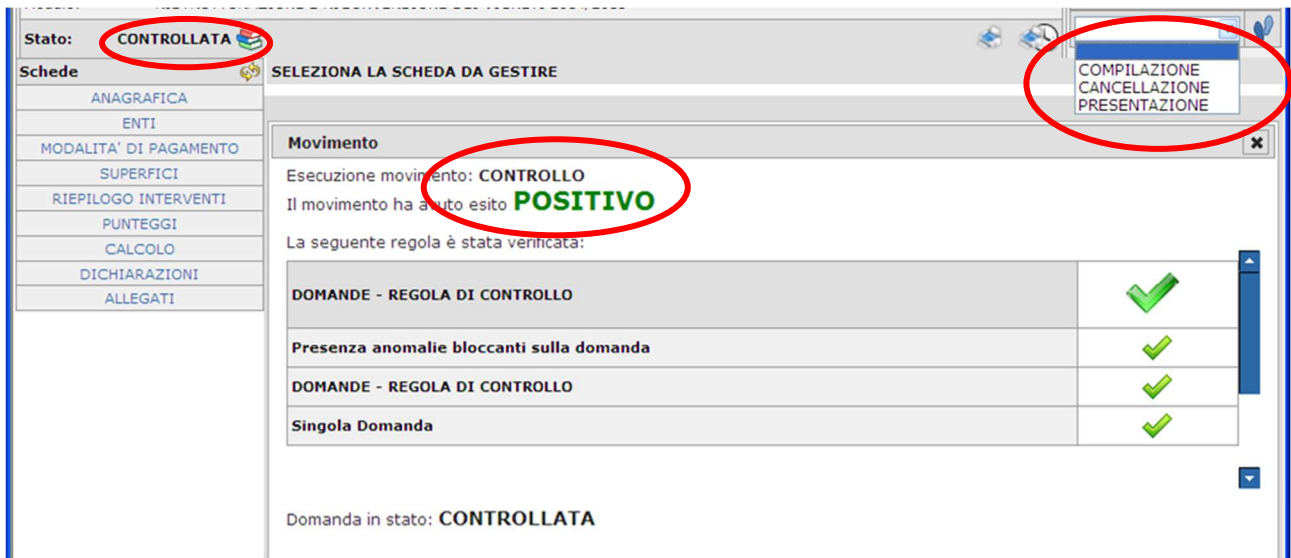 Stato: CONTROLLATA
COMPILAZIONE
CANCELLAZIONE
PRESENTAZIONE
Schede
SELEZIONA LA SCHEDA DA GESTIRE
ANAGRAFICA
ENTI
MODALITA' DI PAGAMENTO
SUPERFICI
RIEPILOGO INTERVENTI
PUNTEGGI
CALCOLO
DICHIARAZIONI
ALLEGATI
Movimento
Esecuzione movimento: CONTROLLO
Il movimento ha avuto esito POSITIVO
La seguente regola è stata verificata:
DOMANDE - REGOLA DI CONTROLLO
Presenza anomalie bloccanti sulla domanda
DOMANDE - REGOLA DI CONTROLLO
Singola Domanda
Domanda in stato: CONTROLLATA